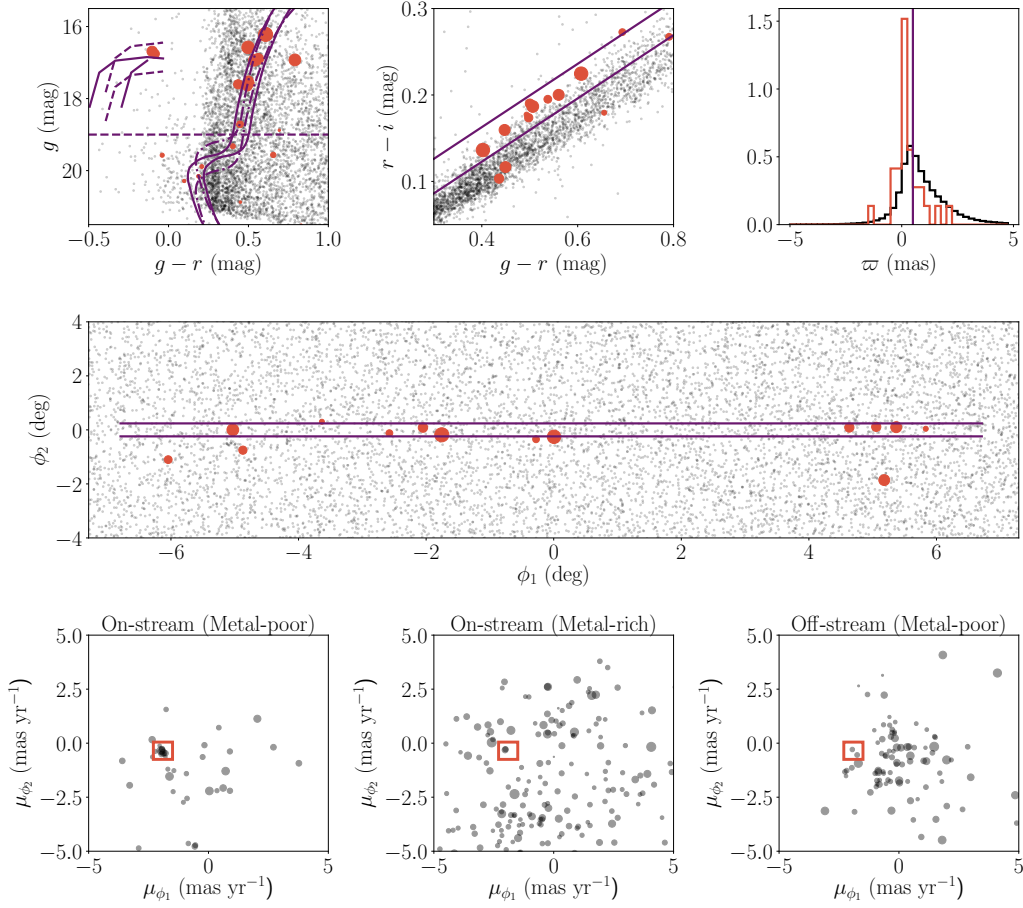 16
18
20
g (mag)
−0.5 0.0 0.5 1.0
g − r (mag)
0.3
0.2
0.1
r − i (mag)
0.4 0.6 0.8
g − r (mag)
1.5
1.0
0.5
0.0
−5 0 5
ϖ (mas)
4
2
0
−2
−4
ϕ₂ (deg)
−6 −4 −2 0 2 4 6
ϕ₁ (deg)
On-stream (Metal-poor)
5.0
2.5
0.0
−2.5
−5.0
μ_ϕ₂ (mas yr⁻¹)
−5 0 5
μ_ϕ₁ (mas yr⁻¹)
On-stream (Metal-rich)
5.0
2.5
0.0
−2.5
−5.0
μ_ϕ₂ (mas yr⁻¹)
−5 0 5
μ_ϕ₁ (mas yr⁻¹)
Off-stream (Metal-poor)
5.0
2.5
0.0
−2.5
−5.0
μ_ϕ₂ (mas yr⁻¹)
−5 0 5
μ_ϕ₁ (mas yr⁻¹)